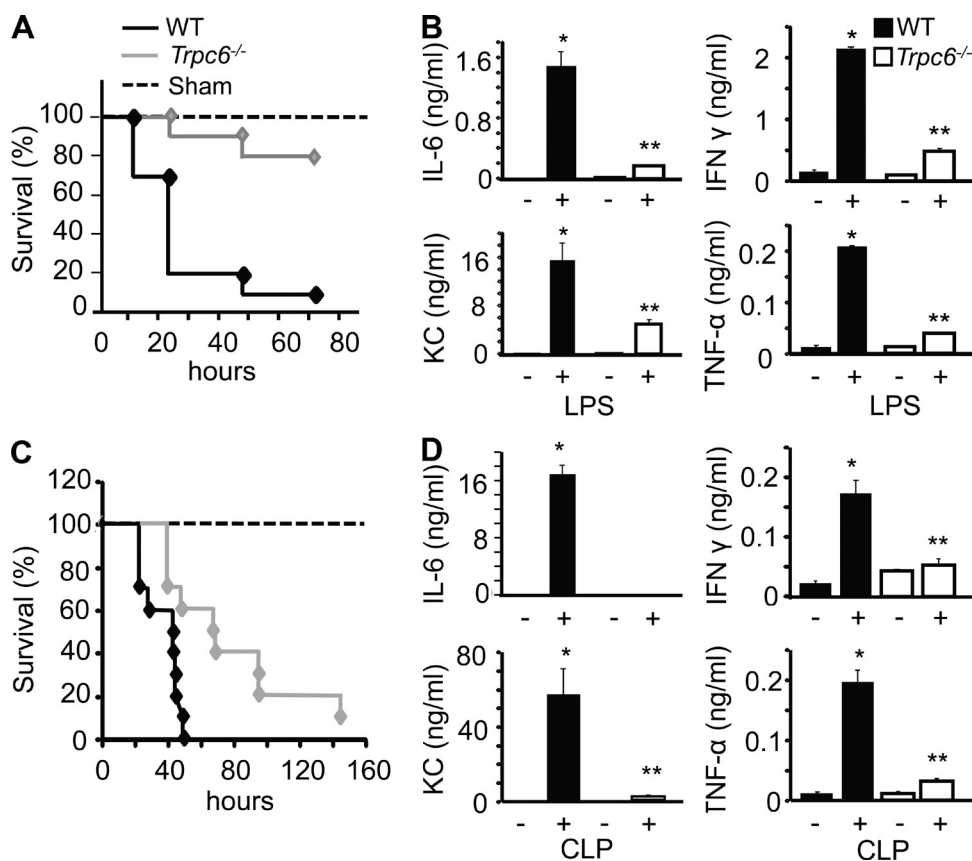 A
WT
Trpc6-/-
Sham
Survival (%)
100
80
60
40
20
0
0 20 40 60 80
hours
B
WT
Trpc6-/-
IL-6 (ng/ml)
1.6
0.8
0
*
**
- + - +
IFN γ (ng/ml)
2
1
0
*
**
- + - +
KC (ng/ml)
16
8
0
*
**
- + - +
LPS
TNF-α (ng/ml)
0.2
0.1
0
*
**
- + - +
LPS
C
Survival (%)
120
100
80
60
40
20
0
0 40 80 120 160
hours
D
IL-6 (ng/ml)
16
8
0
*
- + - +
IFN γ (ng/ml)
0.2
0.1
0
*
**
- + - +
KC (ng/ml)
80
40
0
*
**
- + - +
CLP
TNF-α (ng/ml)
0.2
0.1
0
*
**
- + - +
CLP